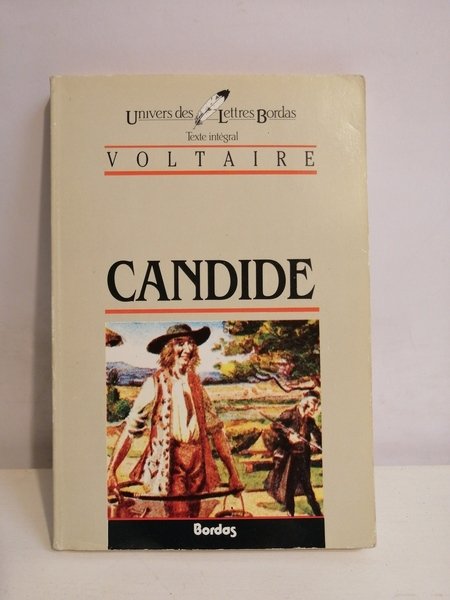 Univers des Lettres Bordas
Texte intégral
VOLTAIRE
CANDIDE
Bordas